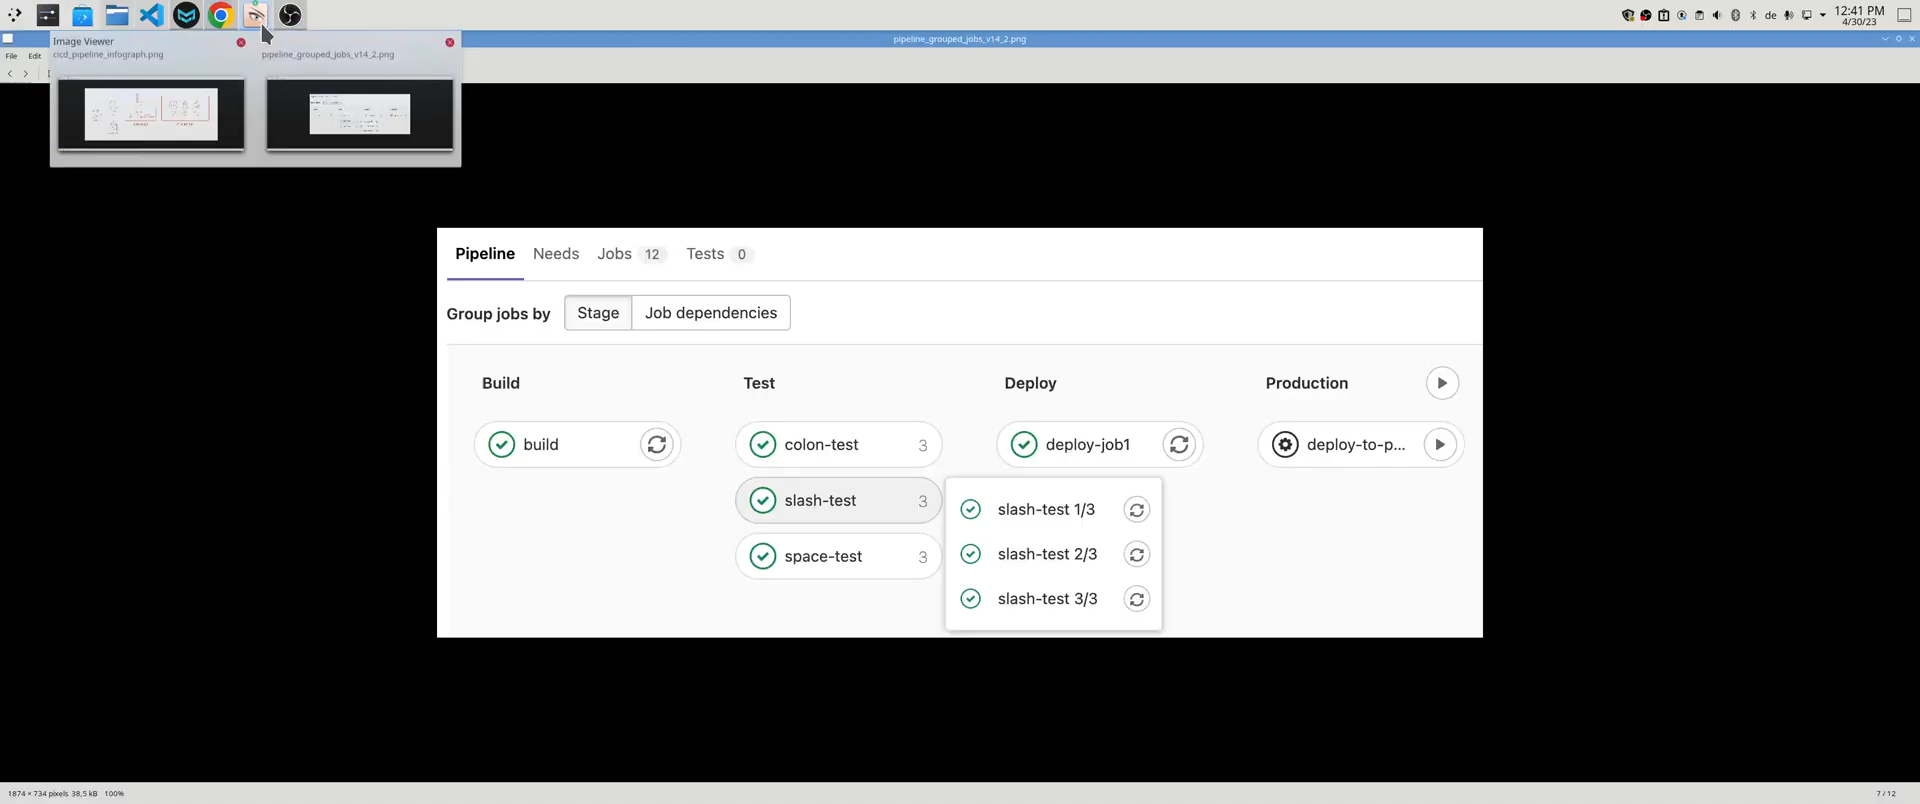 de
12:41 PM
4/30/23
pipeline_grouped_jobs_v14_2.png
Image Viewer
cicd_pipeline_infograph.png
pipeline_grouped_jobs_v14_2.png
File Edit
Pipeline Needs Jobs 12 Tests 0
Group jobs by Stage Job dependencies
Build Test Deploy Production
build colon-test 3 deploy-job1 deploy-to-p...
slash-test 3 slash-test 1/3
slash-test 2/3
space-test 3
slash-test 3/3
1874 × 734 pixels 38,5 kB 100%
7 / 12